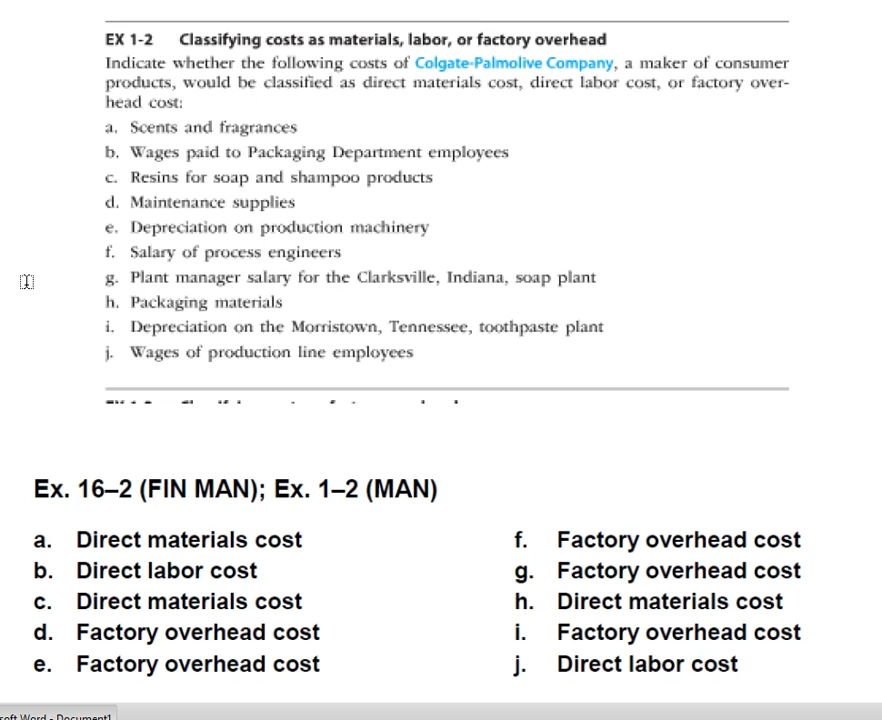 EX 1-2 Classifying costs as materials, labor, or factory overhead
Indicate whether the following costs of Colgate-Palmolive Company, a maker of consumer
products, would be classified as direct materials cost, direct labor cost, or factory over-
head cost:
a. Scents and fragrances
b. Wages paid to Packaging Department employees
c. Resins for soap and shampoo products
d. Maintenance supplies
e. Depreciation on production machinery
f. Salary of process engineers
g. Plant manager salary for the Clarksville, Indiana, soap plant
h. Packaging materials
i. Depreciation on the Morristown, Tennessee, toothpaste plant
j. Wages of production line employees
Ex. 16–2 (FIN MAN); Ex. 1–2 (MAN)
a. Direct materials cost
b. Direct labor cost
c. Direct materials cost
d. Factory overhead cost
e. Factory overhead cost
f. Factory overhead cost
g. Factory overhead cost
h. Direct materials cost
i. Factory overhead cost
j. Direct labor cost
soft Word - Document1